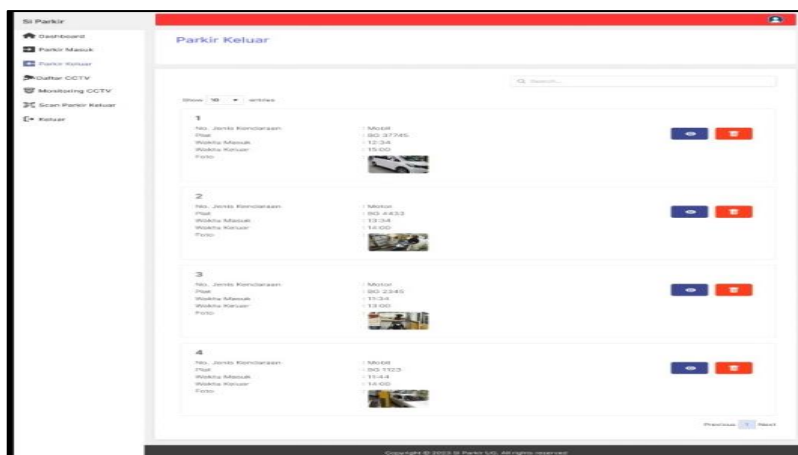 Si Parkir
Dashboard
Parkir Masuk
Parkir Keluar
Daftar CCTV
Monitoring CCTV
Scan Parkir Keluar
Keluar
Parkir Keluar
Search...
Show 10 entries
1
No. Jenis Kendaraan : Mobil
Plat : BG 37745
Waktu Masuk : 12:34
Waktu Keluar : 15:00
Foto
2
No. Jenis Kendaraan : Motor
Plat : BG 4433
Waktu Masuk : 13:34
Waktu Keluar : 14:00
Foto
3
No. Jenis Kendaraan : Motor
Plat : BG 2345
Waktu Masuk : 11:34
Waktu Keluar : 13:00
Foto
4
No. Jenis Kendaraan : Mobil
Plat : BG 1123
Waktu Masuk : 11:44
Waktu Keluar : 14:00
Foto
Previous 1 Next
Copyright © 2023 Si Parkir UG. All rights reserved